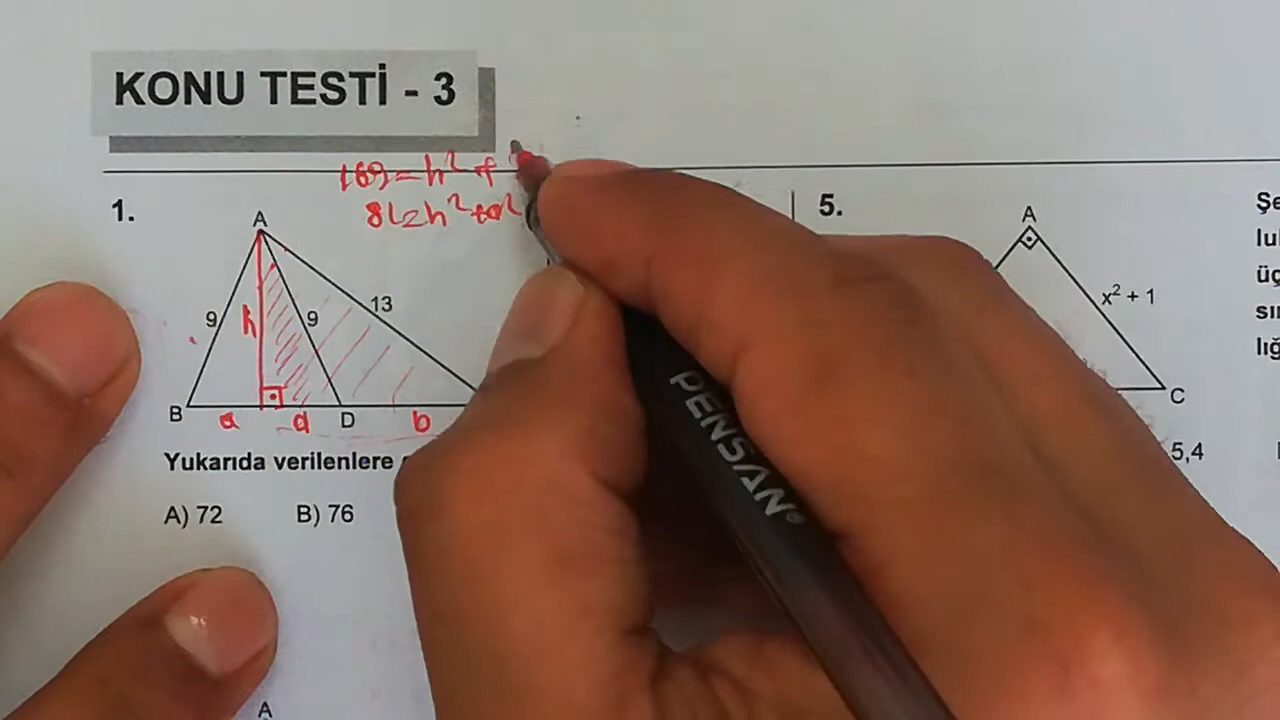 KONU TESTİ - 3
169 = h² +
81 = h² + a²
1.
A
9
h
9
13
B
a
a
D
b
Yukarıda verilenlere
A) 72
B) 76
A
5.
A
x² + 1
C
5,4
Şe
lu
üç
sır
lığ
PENSAN